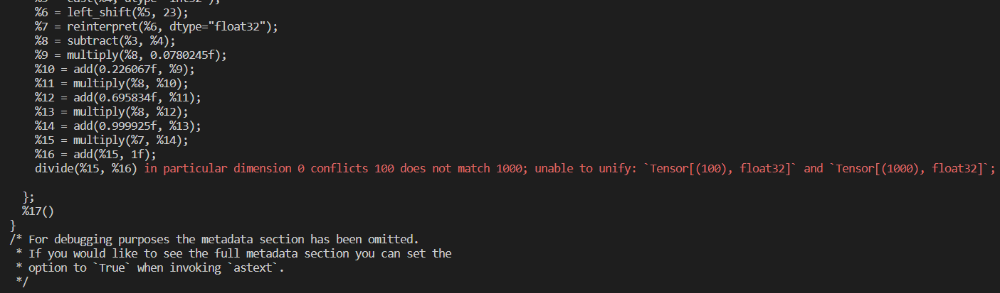 %6 = left_shift(%5, 23);
%7 = reinterpret(%6, dtype="float32");
%8 = subtract(%3, %4);
%9 = multiply(%8, 0.0780245f);
%10 = add(0.226067f, %9);
%11 = multiply(%8, %10);
%12 = add(0.695834f, %11);
%13 = multiply(%8, %12);
%14 = add(0.999925f, %13);
%15 = multiply(%7, %14);
%16 = add(%15, 1f);
divide(%15, %16) in particular dimension 0 conflicts 100 does not match 1000; unable to unify: `Tensor[(100), float32]` and `Tensor[(1000), float32]`;
};
%17()
}
/* For debugging purposes the metadata section has been omitted.
* If you would like to see the full metadata section you can set the
* option to `True` when invoking `astext`.
*/